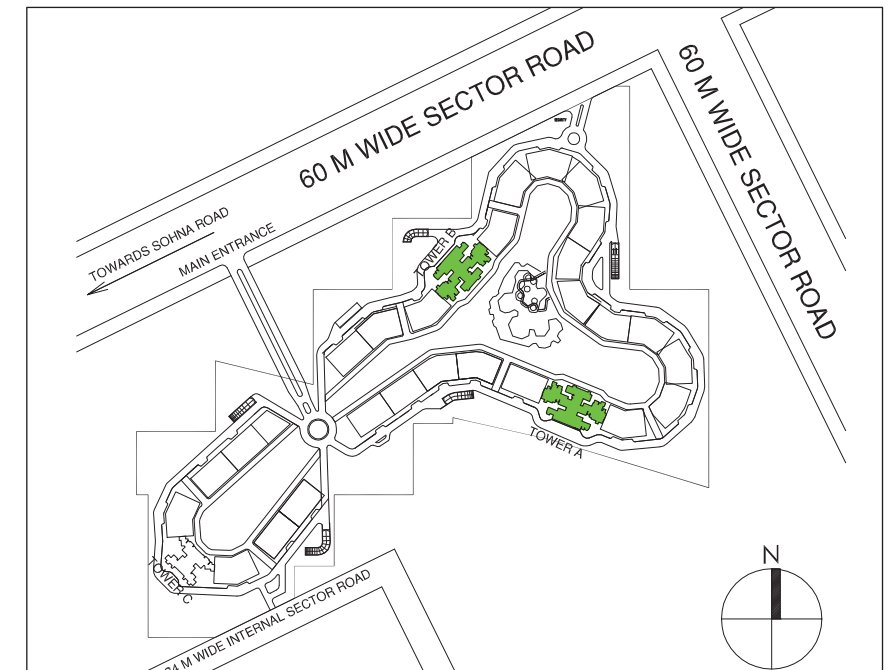 60 M WIDE SECTOR ROAD
60 M WIDE SECTOR ROAD
TOWARDS SOHNA ROAD
MAIN ENTRANCE
TOWER B
TOWER A
TOWER C
24 M WIDE INTERNAL SECTOR ROAD
N